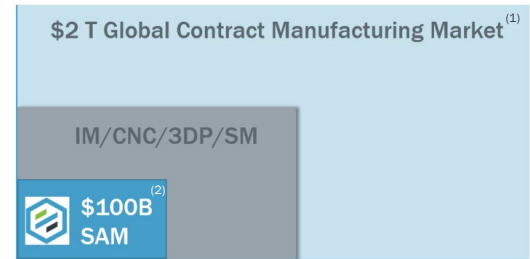 $2 T Global Contract Manufacturing Market (1)
IM/CNC/3DP/SM
$100B (2)
SAM